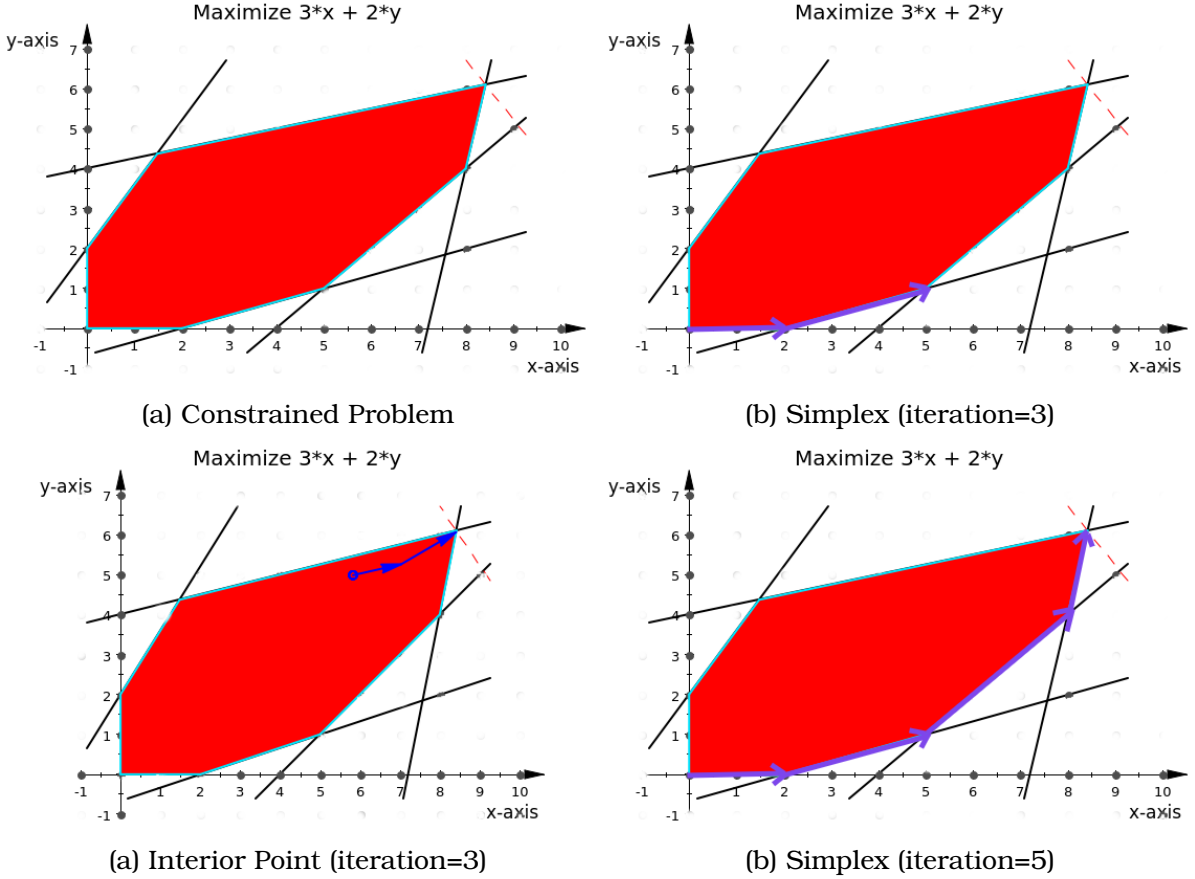 Maximize 3*x + 2*y
y-axis
7
6
5
4
3
2
1
-1
-1 1 2 3 4 5 6 7 8 9 10
x-axis
(a) Constrained Problem
Maximize 3*x + 2*y
y-axis
7
6
5
4
3
2
1
-1
-1 1 2 3 4 5 6 7 8 9 10
x-axis
(b) Simplex (iteration=3)
Maximize 3*x + 2*y
y-axis
7
6
5
4
3
2
1
-1
-1 1 2 3 4 5 6 7 8 9 10
x-axis
(a) Interior Point (iteration=3)
Maximize 3*x + 2*y
y-axis
7
6
5
4
3
2
1
-1
-1 1 2 3 4 5 6 7 8 9 10
x-axis
(b) Simplex (iteration=5)